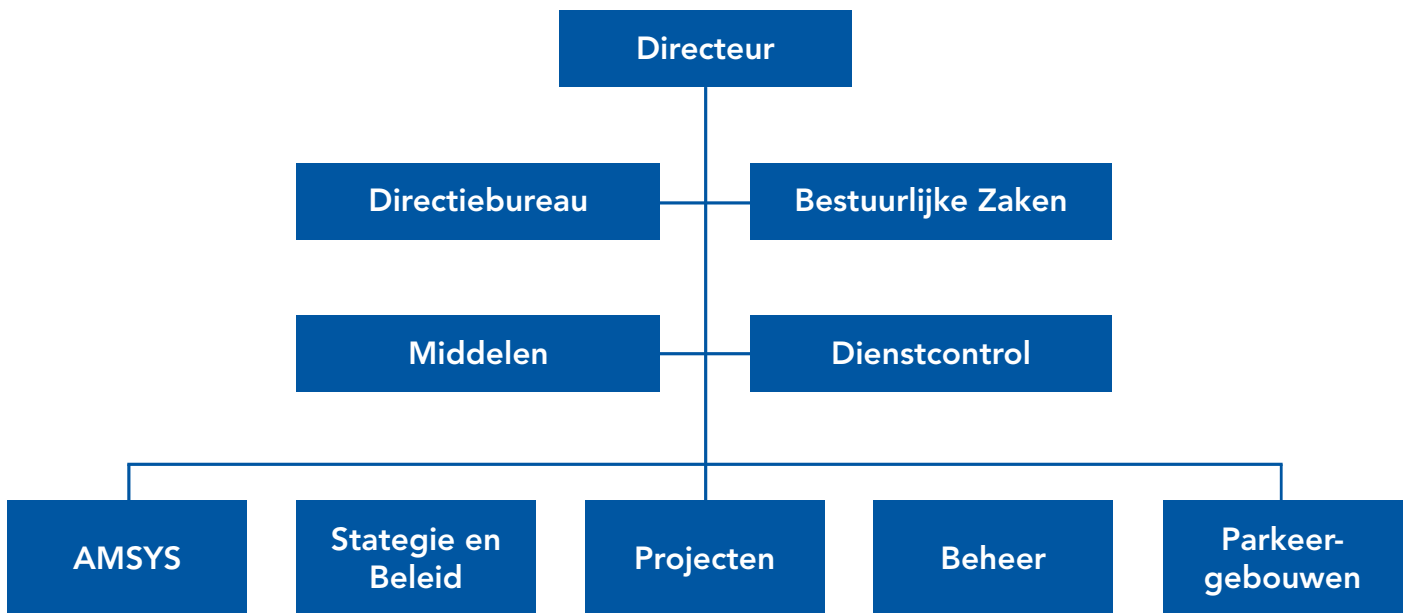 Directeur
Directiebureau
Bestuurlijke Zaken
Middelen
Dienstcontrol
AMSYS
Stategie en
Beleid
Projecten
Beheer
Parkeer-
gebouwen